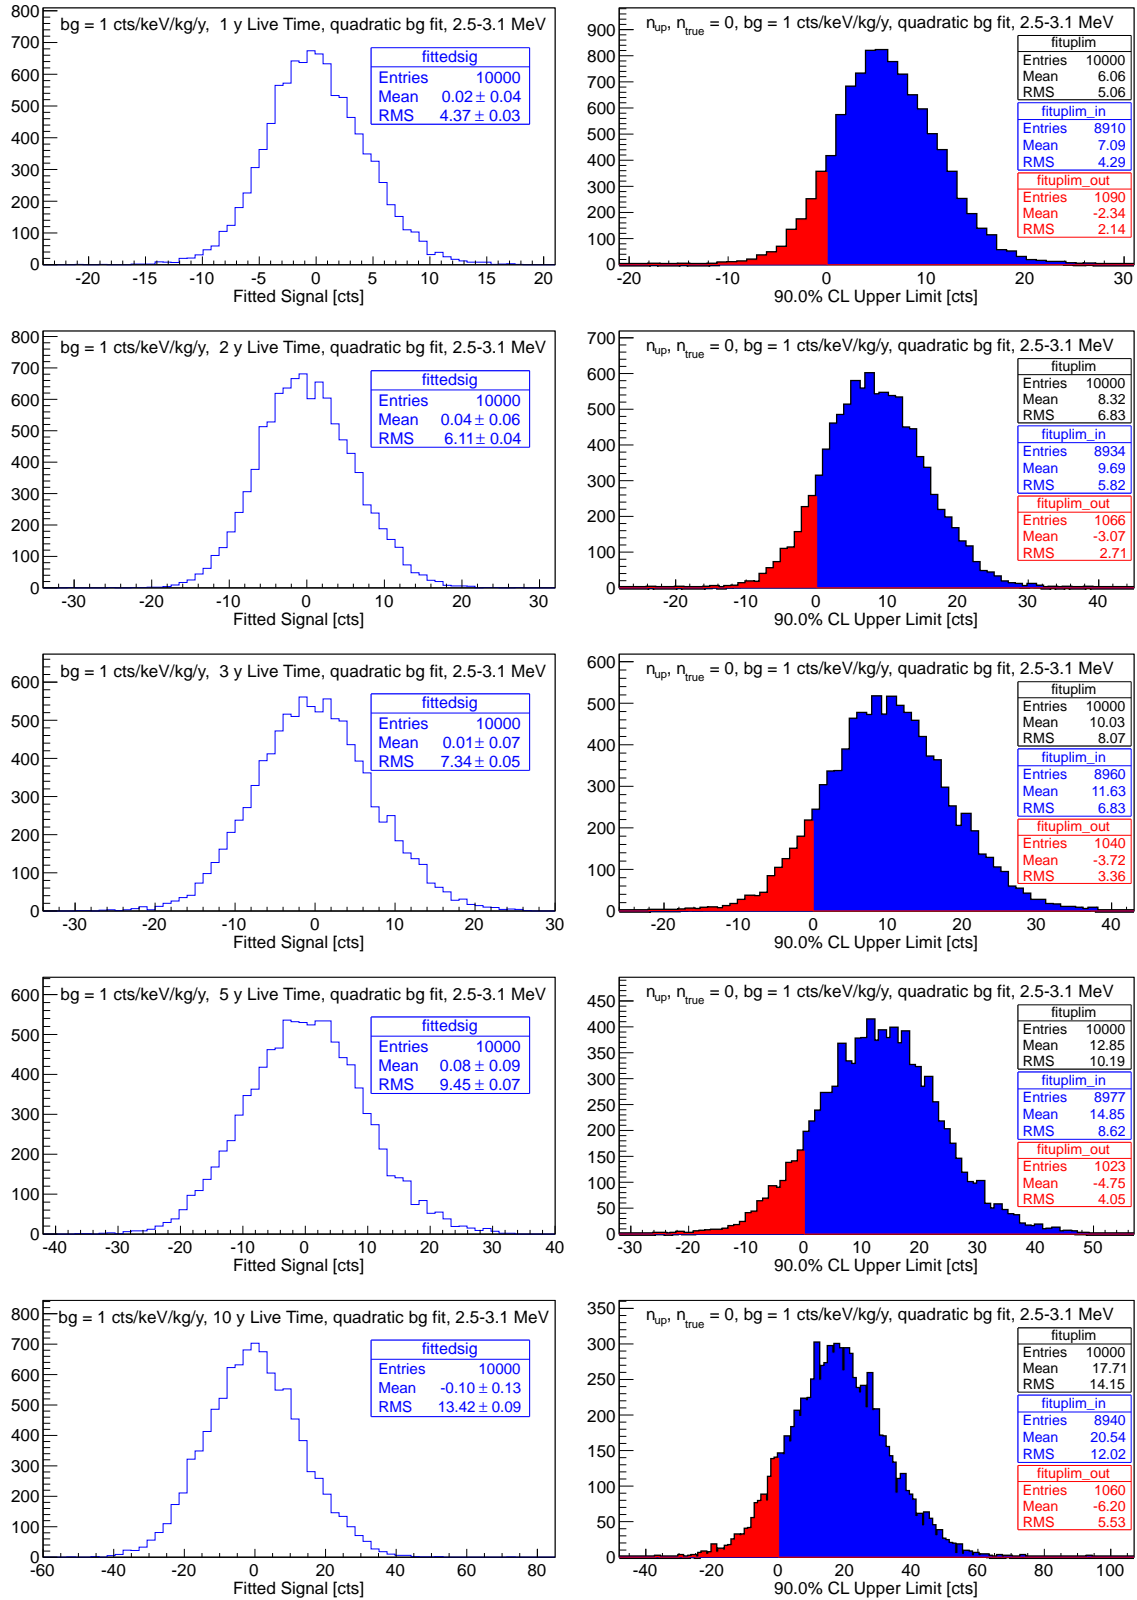 bg = 1 cts/keV/kg/y, 1 y Live Time, quadratic bg fit, 2.5-3.1 MeV
fittedsig
Entries 10000
Mean 0.02 ± 0.04
RMS 4.37 ± 0.03
800
700
600
500
400
300
200
100
0
-20 -15 -10 -5 0 5 10 15 20
Fitted Signal [cts]
n_up, n_true = 0, bg = 1 cts/keV/kg/y, quadratic bg fit, 2.5-3.1 MeV
fituplim
Entries 10000
Mean 6.06
RMS 5.06
fituplim_in
Entries 8910
Mean 7.09
RMS 4.29
fituplim_out
Entries 1090
Mean -2.34
RMS 2.14
900
800
700
600
500
400
300
200
100
0
-20 -10 0 10 20 30
90.0% CL Upper Limit [cts]
bg = 1 cts/keV/kg/y, 2 y Live Time, quadratic bg fit, 2.5-3.1 MeV
fittedsig
Entries 10000
Mean 0.04 ± 0.06
RMS 6.11 ± 0.04
800
700
600
500
400
300
200
100
0
-30 -20 -10 0 10 20 30
Fitted Signal [cts]
n_up, n_true = 0, bg = 1 cts/keV/kg/y, quadratic bg fit, 2.5-3.1 MeV
fituplim
Entries 10000
Mean 8.32
RMS 6.83
fituplim_in
Entries 8934
Mean 9.69
RMS 5.82
fituplim_out
Entries 1066
Mean -3.07
RMS 2.71
700
600
500
400
300
200
100
0
-20 -10 0 10 20 30 40
90.0% CL Upper Limit [cts]
bg = 1 cts/keV/kg/y, 3 y Live Time, quadratic bg fit, 2.5-3.1 MeV
fittedsig
Entries 10000
Mean 0.01 ± 0.07
RMS 7.34 ± 0.05
600
500
400
300
200
100
0
-30 -20 -10 0 10 20 30
Fitted Signal [cts]
n_up, n_true = 0, bg = 1 cts/keV/kg/y, quadratic bg fit, 2.5-3.1 MeV
fituplim
Entries 10000
Mean 10.03
RMS 8.07
fituplim_in
Entries 8960
Mean 11.63
RMS 6.83
fituplim_out
Entries 1040
Mean -3.72
RMS 3.36
600
500
400
300
200
100
0
-20 -10 0 10 20 30 40
90.0% CL Upper Limit [cts]
bg = 1 cts/keV/kg/y, 5 y Live Time, quadratic bg fit, 2.5-3.1 MeV
fittedsig
Entries 10000
Mean 0.08 ± 0.09
RMS 9.45 ± 0.07
600
500
400
300
200
100
0
-40 -30 -20 -10 0 10 20 30 40
Fitted Signal [cts]
n_up, n_true = 0, bg = 1 cts/keV/kg/y, quadratic bg fit, 2.5-3.1 MeV
fituplim
Entries 10000
Mean 12.85
RMS 10.19
fituplim_in
Entries 8977
Mean 14.85
RMS 8.62
fituplim_out
Entries 1023
Mean -4.75
RMS 4.05
450
400
350
300
250
200
150
100
50
0
-30 -20 -10 0 10 20 30 40 50
90.0% CL Upper Limit [cts]
bg = 1 cts/keV/kg/y, 10 y Live Time, quadratic bg fit, 2.5-3.1 MeV
fittedsig
Entries 10000
Mean -0.10 ± 0.13
RMS 13.42 ± 0.09
800
700
600
500
400
300
200
100
0
-60 -40 -20 0 20 40 60 80
Fitted Signal [cts]
n_up, n_true = 0, bg = 1 cts/keV/kg/y, quadratic bg fit, 2.5-3.1 MeV
fituplim
Entries 10000
Mean 17.71
RMS 14.15
fituplim_in
Entries 8940
Mean 20.54
RMS 12.02
fituplim_out
Entries 1060
Mean -6.20
RMS 5.53
350
300
250
200
150
100
50
0
-40 -20 0 20 40 60 80 100
90.0% CL Upper Limit [cts]